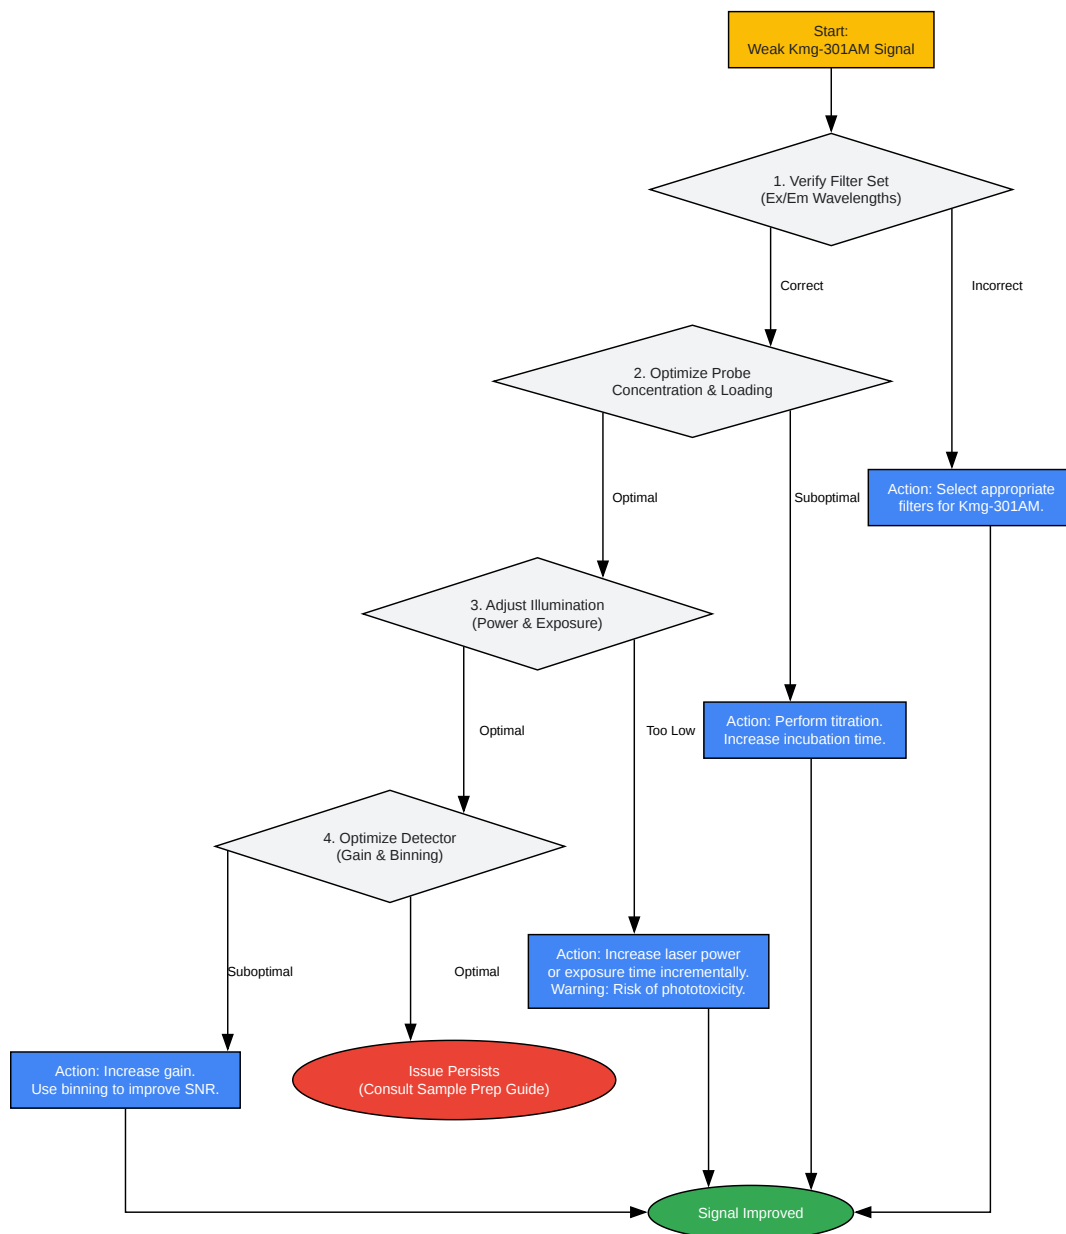 Start:
Weak Kmg-301AM Signal
1. Verify Filter Set
(Ex/Em Wavelengths)
Correct
Incorrect
2. Optimize Probe
Concentration & Loading
Optimal
Suboptimal
Action: Select appropriate
filters for Kmg-301AM.
3. Adjust Illumination
(Power & Exposure)
Optimal
Too Low
Action: Perform titration.
Increase incubation time.
4. Optimize Detector
(Gain & Binning)
Suboptimal
Optimal
Action: Increase laser power
or exposure time incrementally.
Warning: Risk of phototoxicity.
Action: Increase gain.
Use binning to improve SNR.
Issue Persists
(Consult Sample Prep Guide)
Signal Improved